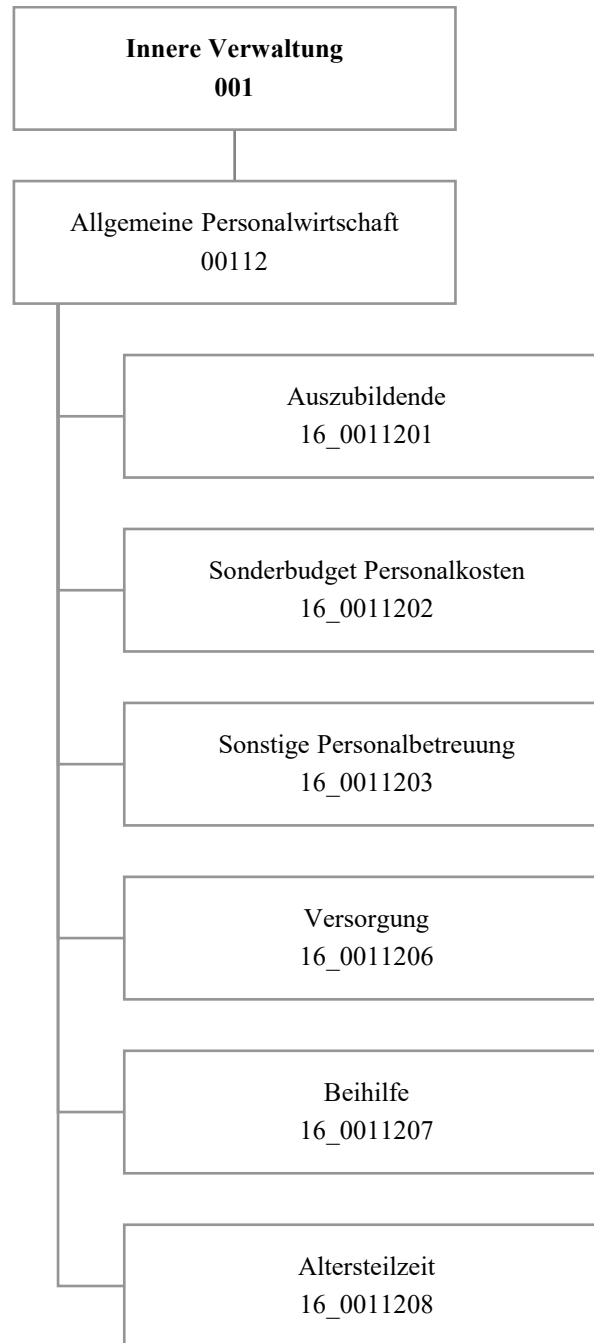 Innere Verwaltung
001
Allgemeine Personalwirtschaft
00112
Auszubildende
16_0011201
Sonderbudget Personalkosten
16_0011202
Sonstige Personalbetreuung
16_0011203
Versorgung
16_0011206
Beihilfe
16_0011207
Altersteilzeit
16_0011208